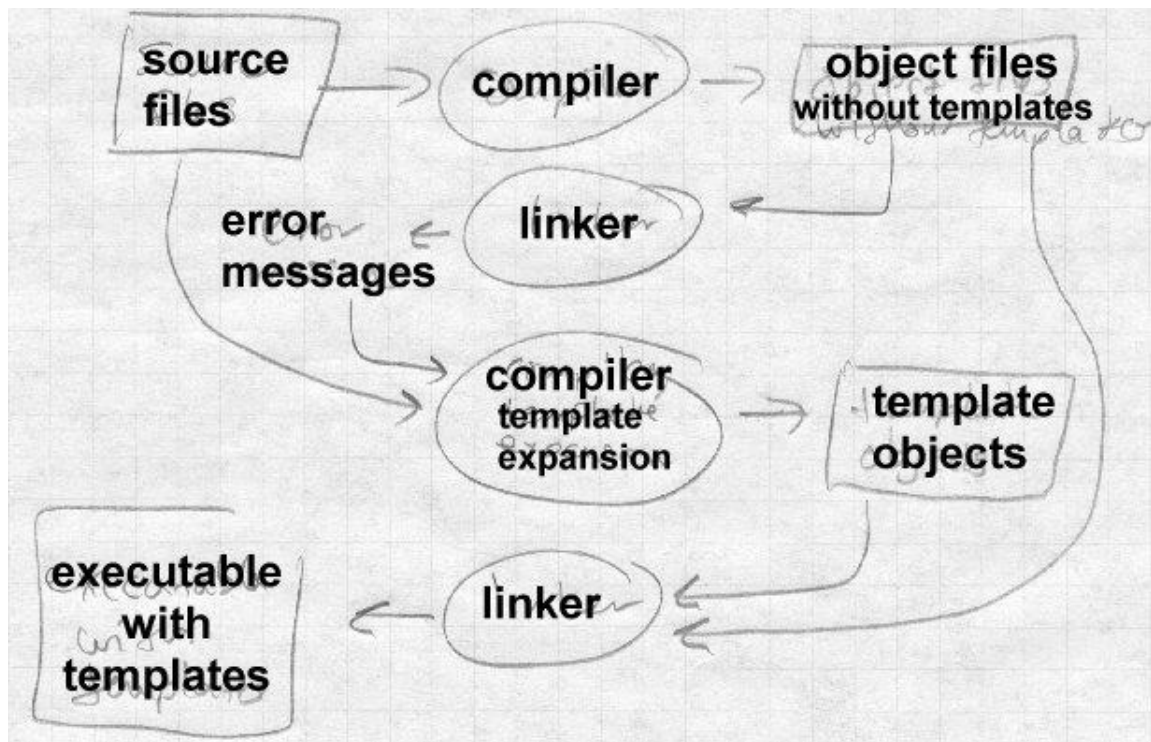 source
files
compiler
object files
without templates
error
messages
linker
compiler
template
expansion
template
objects
executable
with
templates
linker